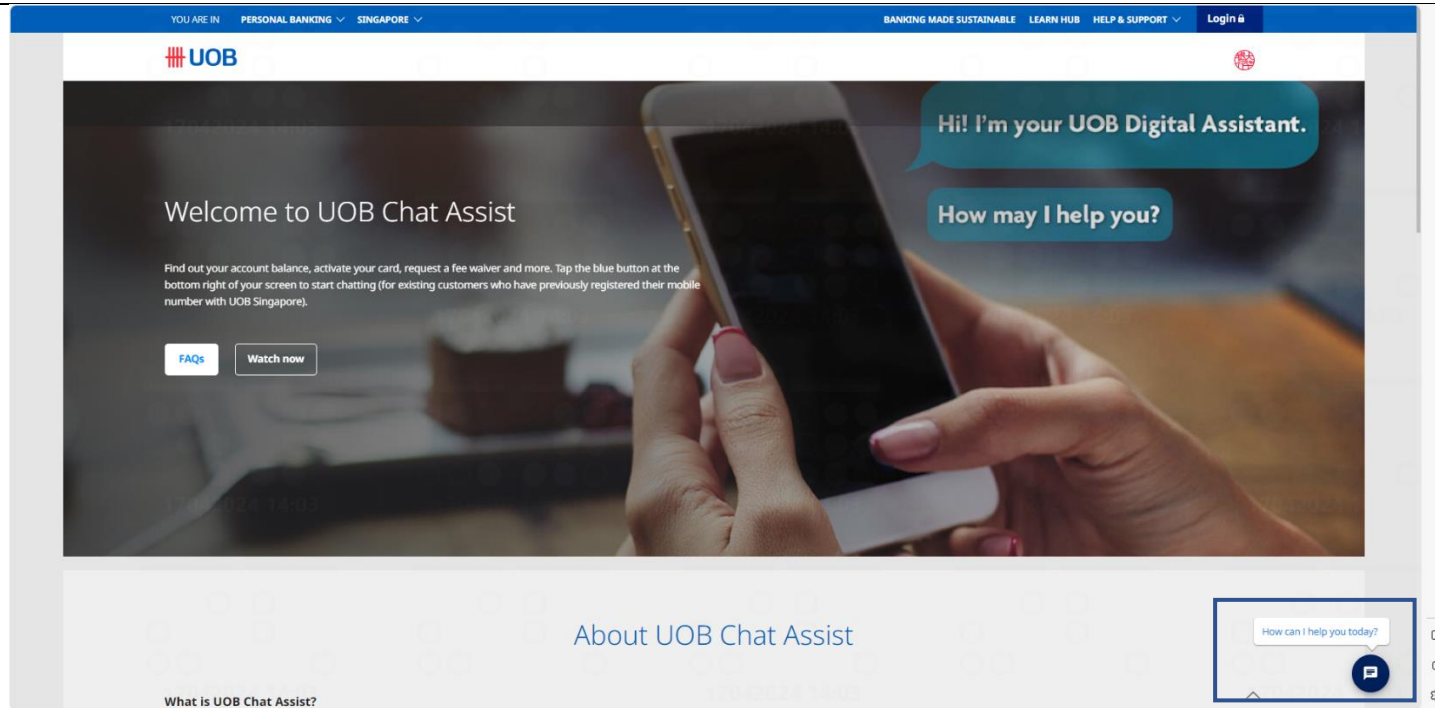 YOU ARE IN PERSONAL BANKING SINGAPORE BANKING MADE SUSTAINABLE LEARN HUB HELP & SUPPORT Login
UOB
Hi! I'm your UOB Digital Assistant.
How may I help you?
Welcome to UOB Chat Assist
Find out your account balance, activate your card, request a fee waiver and more. Tap the blue button at the
bottom right of your screen to start chatting (for existing customers who have previously registered their mobile
number with UOB Singapore).
FAQs Watch now
About UOB Chat Assist
How can I help you today?
What is UOB Chat Assist?